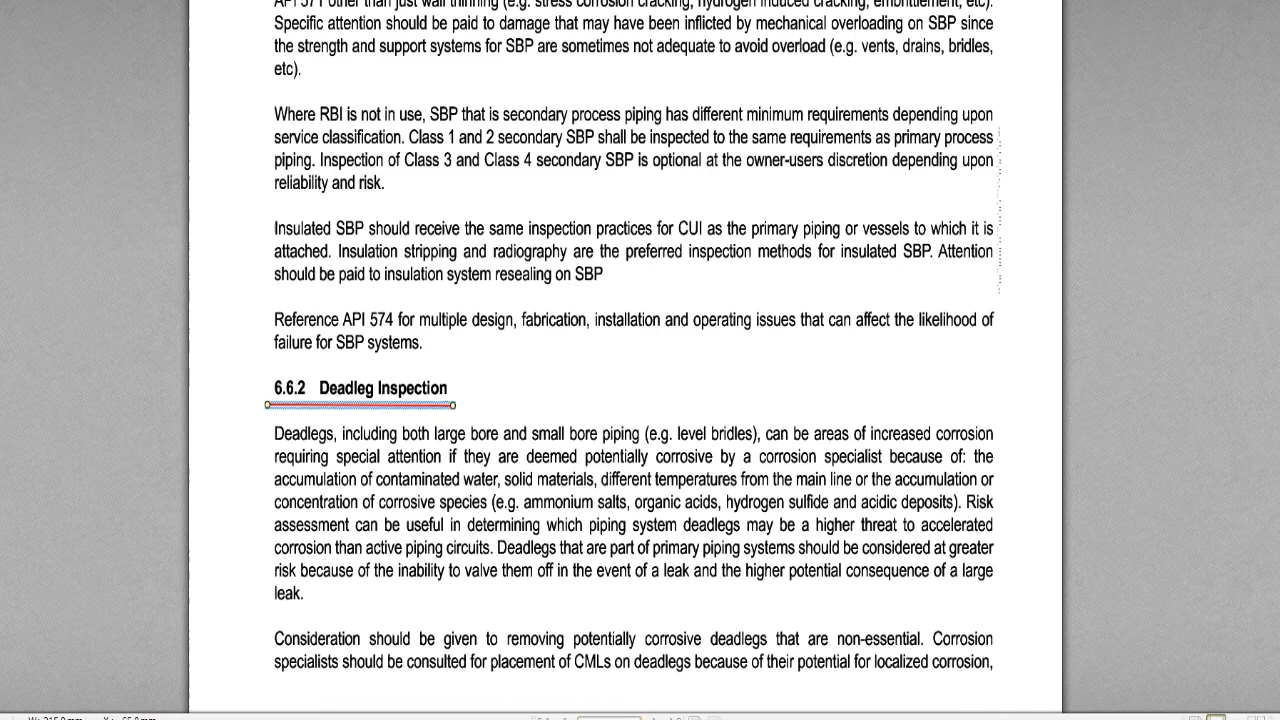 API 571 other than just wall thinning (e.g. stress corrosion cracking, hydrogen induced cracking, embrittlement, etc).
Specific attention should be paid to damage that may have been inflicted by mechanical overloading on SBP since
the strength and support systems for SBP are sometimes not adequate to avoid overload (e.g. vents, drains, bridles,
etc).
Where RBI is not in use, SBP that is secondary process piping has different minimum requirements depending upon
service classification. Class 1 and 2 secondary SBP shall be inspected to the same requirements as primary process
piping. Inspection of Class 3 and Class 4 secondary SBP is optional at the owner-users discretion depending upon
reliability and risk.
Insulated SBP should receive the same inspection practices for CUI as the primary piping or vessels to which it is
attached. Insulation stripping and radiography are the preferred inspection methods for insulated SBP. Attention
should be paid to insulation system resealing on SBP
Reference API 574 for multiple design, fabrication, installation and operating issues that can affect the likelihood of
failure for SBP systems.
6.6.2 Deadleg Inspection
Deadlegs, including both large bore and small bore piping (e.g. level bridles), can be areas of increased corrosion
requiring special attention if they are deemed potentially corrosive by a corrosion specialist because of: the
accumulation of contaminated water, solid materials, different temperatures from the main line or the accumulation or
concentration of corrosive species (e.g. ammonium salts, organic acids, hydrogen sulfide and acidic deposits). Risk
assessment can be useful in determining which piping system deadlegs may be a higher threat to accelerated
corrosion than active piping circuits. Deadlegs that are part of primary piping systems should be considered at greater
risk because of the inability to valve them off in the event of a leak and the higher potential consequence of a large
leak.
Consideration should be given to removing potentially corrosive deadlegs that are non-essential. Corrosion
specialists should be consulted for placement of CMLs on deadlegs because of their potential for localized corrosion,